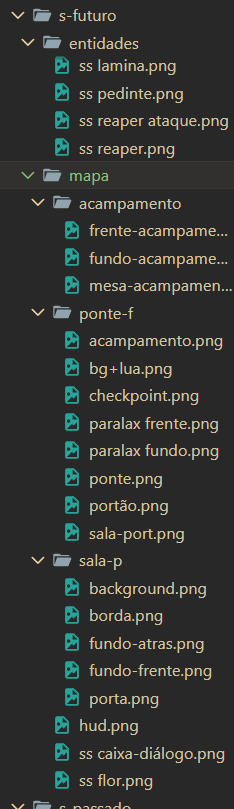 s-futuro
entidades
ss lamina.png
ss pedinte.png
ss reaper ataque.png
ss reaper.png
mapa
acampamento
frente-acampame...
fundo-acampame...
mesa-acampamen...
ponte-f
acampamento.png
bg+lua.png
checkpoint.png
paralax frente.png
paralax fundo.png
ponte.png
portão.png
sala-port.png
sala-p
background.png
borda.png
fundo-atras.png
fundo-frente.png
porta.png
hud.png
ss caixa-diálogo.png
ss flor.png
s-passado